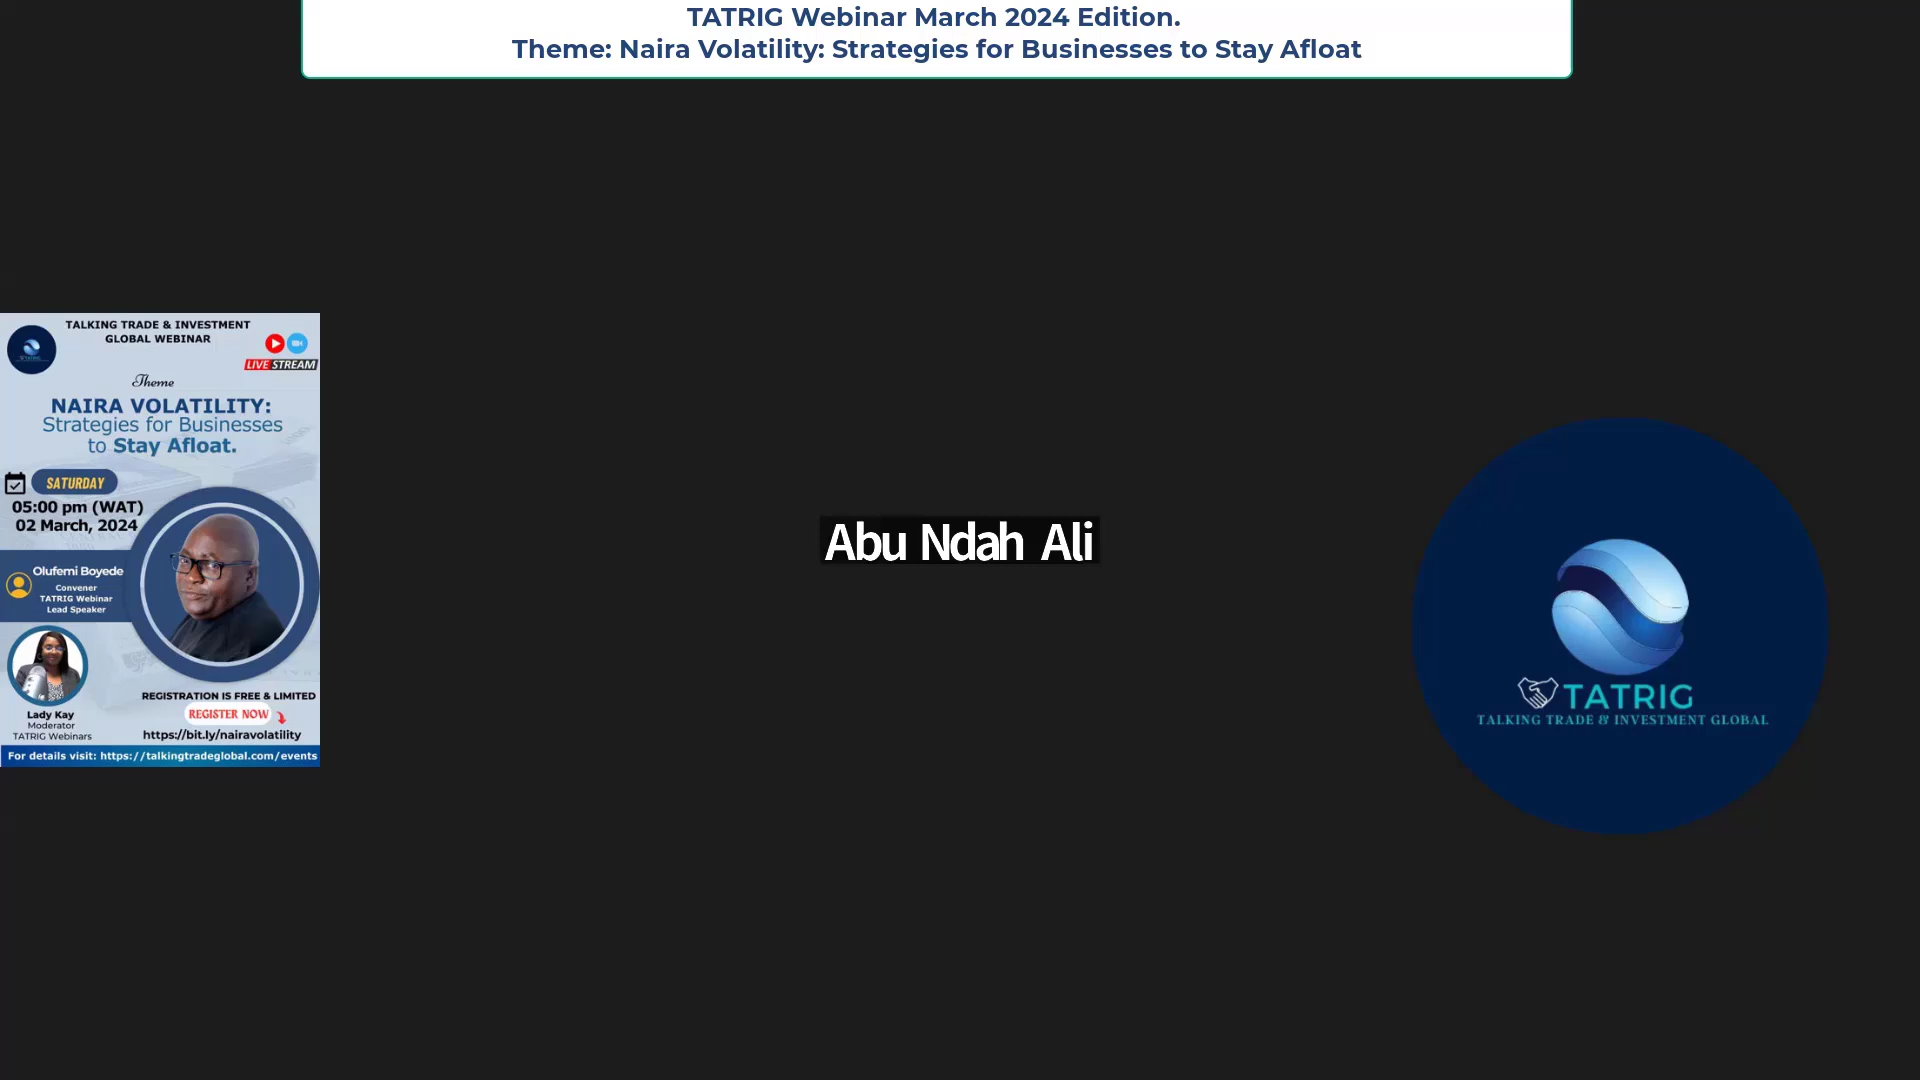 TATRIG Webinar March 2024 Edition.
Theme: Naira Volatility: Strategies for Businesses to Stay Afloat
TALKING TRADE & INVESTMENT
GLOBAL WEBINAR
LIVE STREAM
Theme
NAIRA VOLATILITY:
Strategies for Businesses
to Stay Afloat.
SATURDAY
05:00 pm (WAT)
02 March, 2024
Olufemi Boyede
Convener
TATRIG Webinar
Lead Speaker
Lady Kay
Moderator
TATRIG Webinars
REGISTRATION IS FREE & LIMITED
REGISTER NOW
https://bit.ly/nairavolatility
For details visit: https://talkingtradeglobal.com/events
Abu Ndah Ali
TATRIG
TALKING TRADE & INVESTMENT GLOBAL